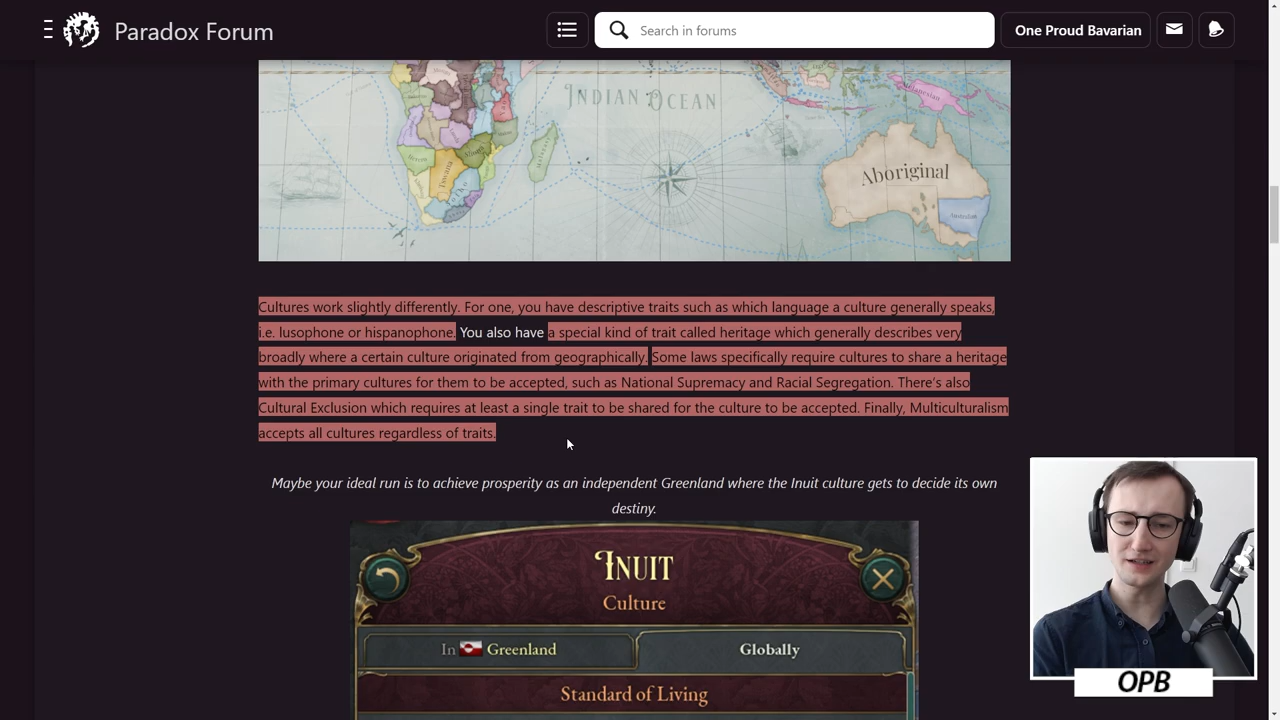 Paradox Forum
Search in forums
One Proud Bavarian
INDIAN OCEAN
Melanesian
Aboriginal
Australian
Tswana
Cultures work slightly differently. For one, you have descriptive traits such as which language a culture generally speaks,
i.e. lusophone or hispanophone. You also have a special kind of trait called heritage which generally describes very
broadly where a certain culture originated from geographically. Some laws specifically require cultures to share a heritage
with the primary cultures for them to be accepted, such as National Supremacy and Racial Segregation. There's also
Cultural Exclusion which requires at least a single trait to be shared for the culture to be accepted. Finally, Multiculturalism
accepts all cultures regardless of traits.
Maybe your ideal run is to achieve prosperity as an independent Greenland where the Inuit culture gets to decide its own
destiny.
INUIT
Culture
In Greenland
Globally
Standard of Living
OPB